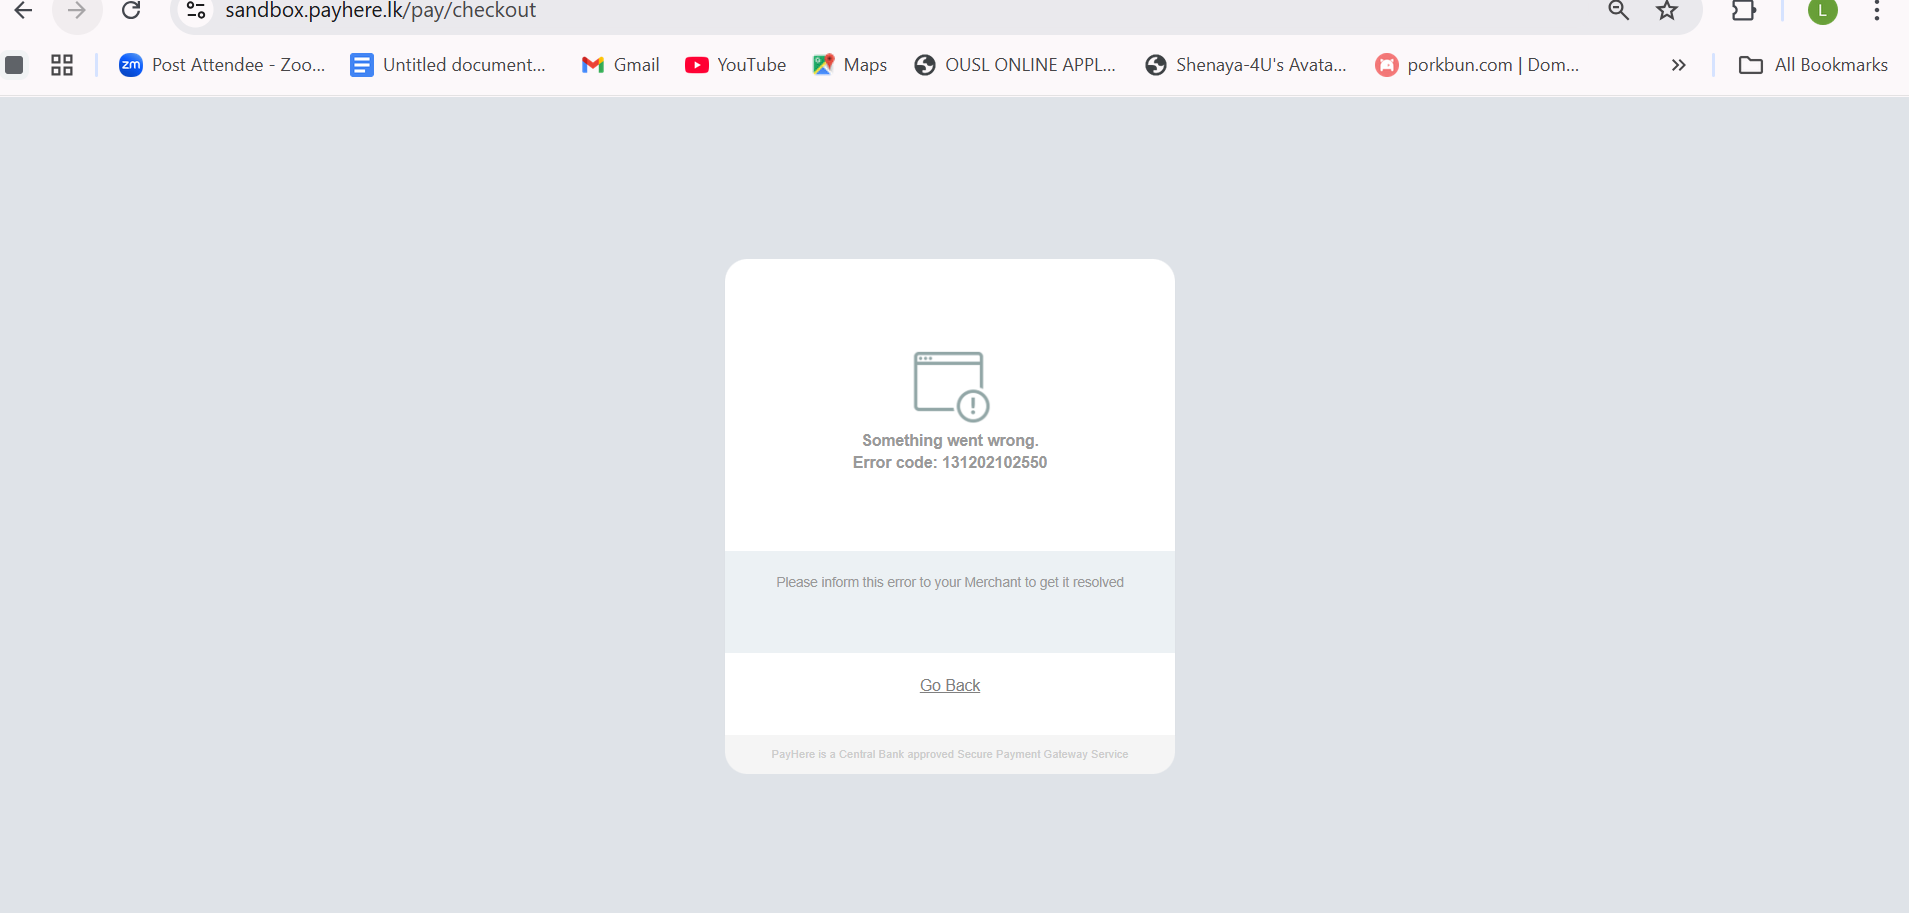 sandbox.payhere.lk/pay/checkout
L
zm Post Attendee - Zoo... Untitled document... Gmail YouTube Maps OUSL ONLINE APPL... Shenaya-4U's Avata... porkbun.com | Dom... All Bookmarks
Something went wrong.
Error code: 131202102550
Please inform this error to your Merchant to get it resolved
Go Back
PayHere is a Central Bank approved Secure Payment Gateway Service